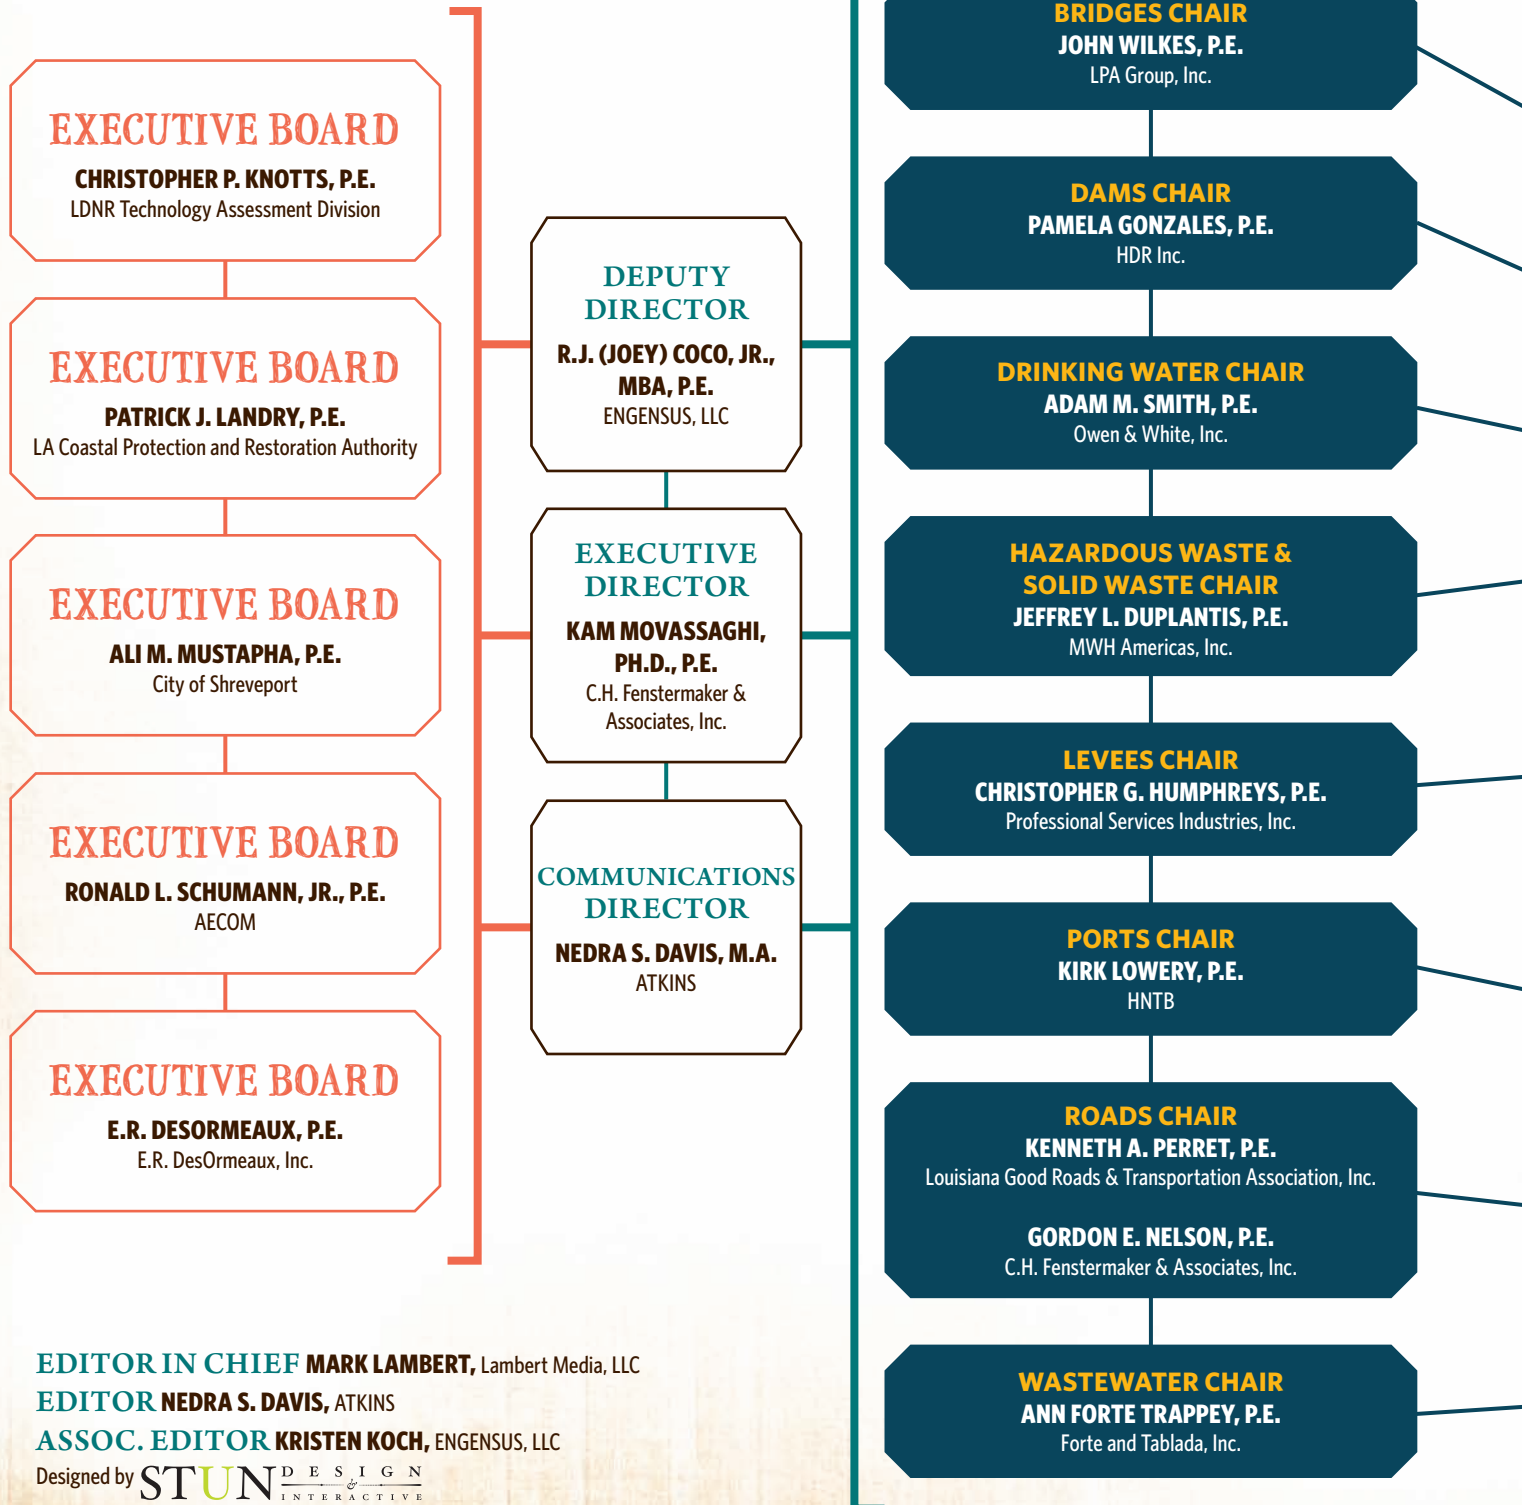 EXECUTIVE BOARD
CHRISTOPHER P. KNOTTS, P.E.
LDNR Technology Assessment Division
EXECUTIVE BOARD
PATRICK J. LANDRY, P.E.
LA Coastal Protection and Restoration Authority
EXECUTIVE BOARD
ALI M. MUSTAPHA, P.E.
City of Shreveport
EXECUTIVE BOARD
RONALD L. SCHUMANN, JR., P.E.
AECOM
EXECUTIVE BOARD
E.R. DESORMEAUX, P.E.
E.R. DesOrmeaux, Inc.
DEPUTY
DIRECTOR
R.J. (JOEY) COCO, JR.,
MBA, P.E.
ENGENSUS, LLC
EXECUTIVE
DIRECTOR
KAM MOVASSAGHI,
PH.D., P.E.
C.H. Fenstermaker &
Associates, Inc.
COMMUNICATIONS
DIRECTOR
NEDRA S. DAVIS, M.A.
ATKINS
BRIDGES CHAIR
JOHN WILKES, P.E.
LPA Group, Inc.
DAMS CHAIR
PAMELA GONZALES, P.E.
HDR Inc.
DRINKING WATER CHAIR
ADAM M. SMITH, P.E.
Owen & White, Inc.
HAZARDOUS WASTE &
SOLID WASTE CHAIR
JEFFREY L. DUPLANTIS, P.E.
MWH Americas, Inc.
LEVEES CHAIR
CHRISTOPHER G. HUMPHREYS, P.E.
Professional Services Industries, Inc.
PORTS CHAIR
KIRK LOWERY, P.E.
HNTB
ROADS CHAIR
KENNETH A. PERRET, P.E.
Louisiana Good Roads & Transportation Association, Inc.
GORDON E. NELSON, P.E.
C.H. Fenstermaker & Associates, Inc.
WASTEWATER CHAIR
ANN FORTE TRAPPEY, P.E.
Forte and Tablada, Inc.
EDITOR IN CHIEF MARK LAMBERT, Lambert Media, LLC
EDITOR NEDRA S. DAVIS, ATKINS
ASSOC. EDITOR KRISTEN KOCH, ENGENSUS, LLC
Designed by STUN DESIGN & INTERACTIVE